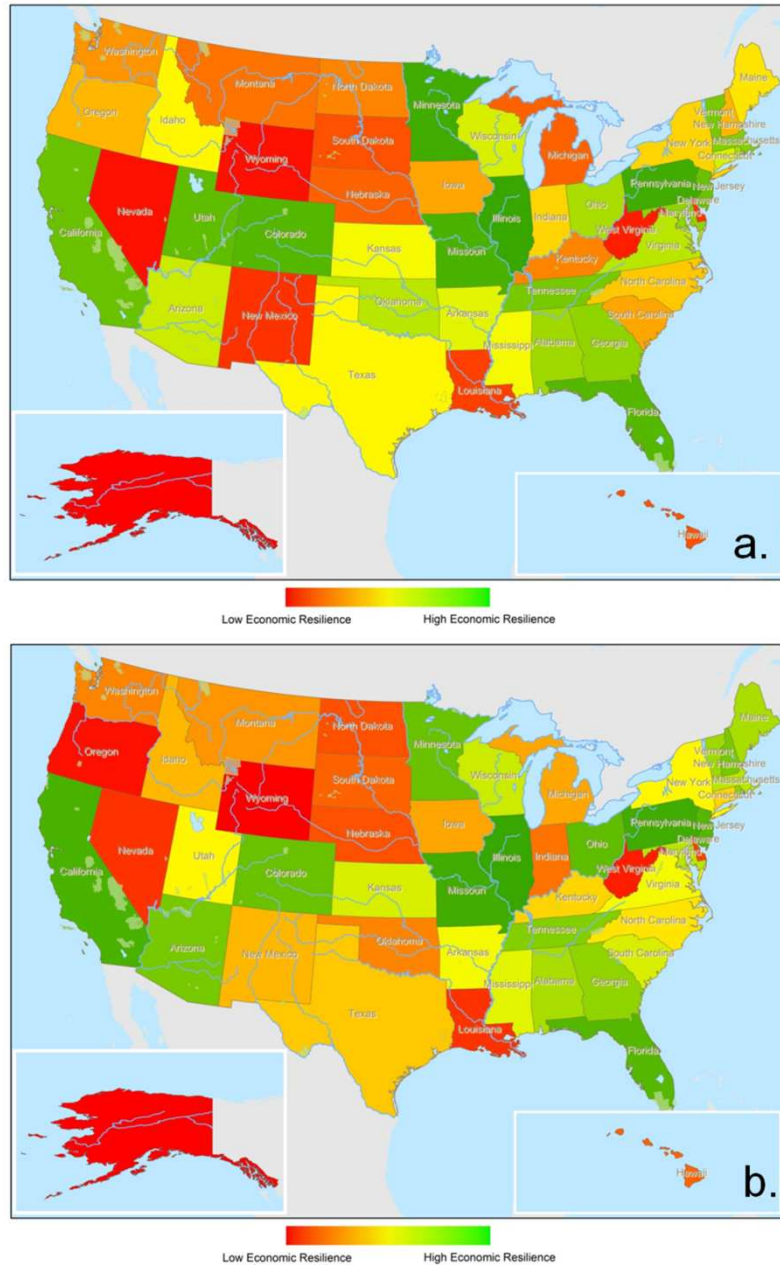 Washington
Montana
North Dakota
Minnesota
Maine
Oregon
Idaho
Wyoming
South Dakota
Wisconsin
Michigan
Vermont
New Hampshire
New York
Massachusetts
Connecticut
Nebraska
Iowa
Pennsylvania
New Jersey
Nevada
Utah
Colorado
Illinois
Indiana
Ohio
Delaware
Maryland
West Virginia
California
Kansas
Missouri
Kentucky
Virginia
Arizona
New Mexico
Oklahoma
Arkansas
Tennessee
North Carolina
South Carolina
Texas
Mississippi
Alabama
Georgia
Louisiana
Florida
Hawaii
a.
Low Economic Resilience High Economic Resilience
Washington
Montana
North Dakota
Minnesota
Maine
Oregon
Idaho
Wyoming
South Dakota
Wisconsin
Michigan
Vermont
New Hampshire
New York
Massachusetts
Connecticut
Nebraska
Iowa
Pennsylvania
New Jersey
Nevada
Utah
Colorado
Illinois
Indiana
Ohio
Delaware
Maryland
West Virginia
California
Kansas
Missouri
Kentucky
Virginia
Arizona
New Mexico
Oklahoma
Arkansas
Tennessee
North Carolina
South Carolina
Texas
Mississippi
Alabama
Georgia
Louisiana
Florida
Hawaii
b.
Low Economic Resilience High Economic Resilience